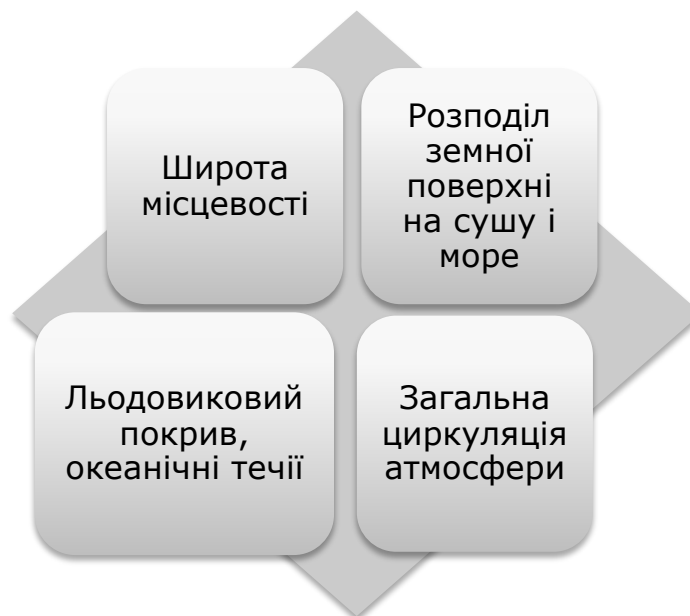 Широта
місцевості
Розподіл
земної
поверхні
на сушу і
море
Льодовиковий
покрив,
океанічні течії
Загальна
циркуляція
атмосфери